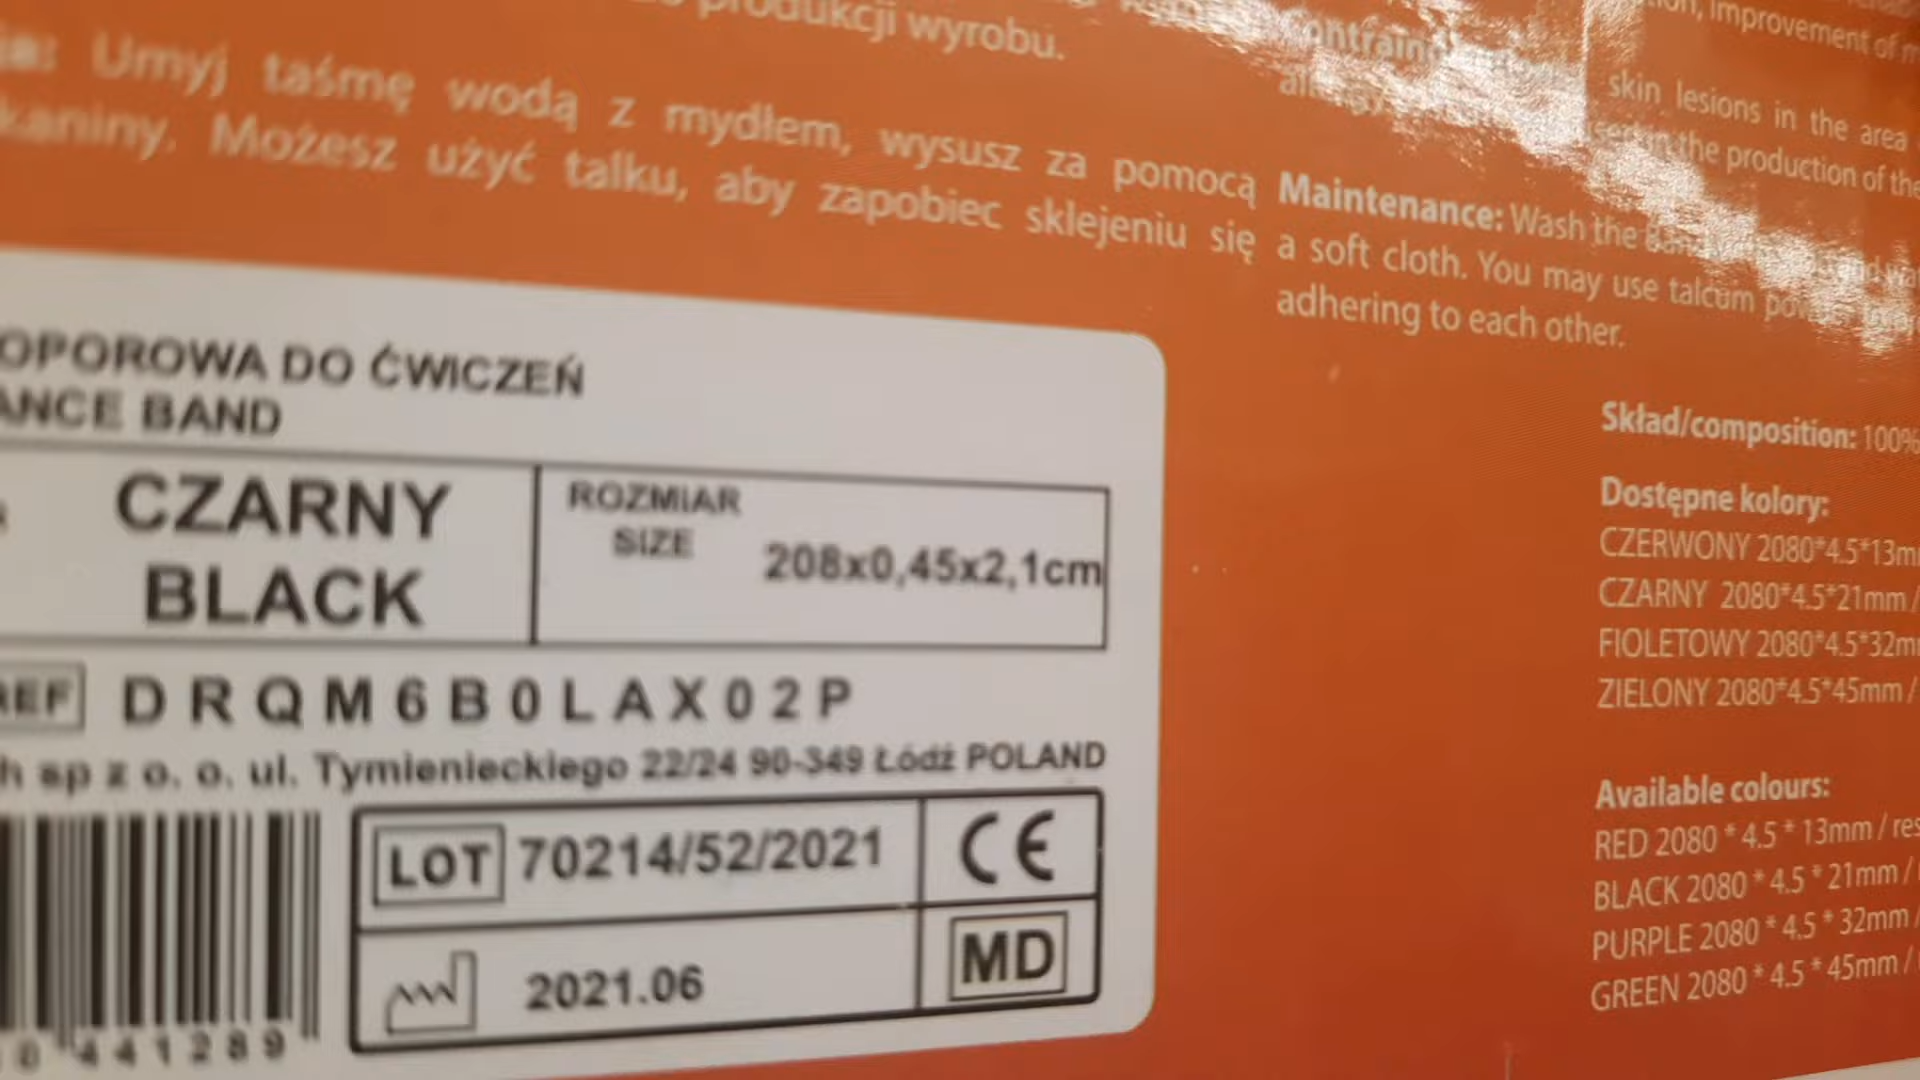 produkcji wyrobu.
Umyj taśmę wodą z mydłem, wysusz za pomocą
kaniny. Możesz użyć talku, aby zapobiec sklejeniu się
improvement of
skin lesions in the area
the production of the
Maintenance: Wash the
a soft cloth. You may use talcum
adhering to each other.
OPOROWA DO ĆWICZEŃ
ANCE BAND
CZARNY
BLACK
ROZMIAR
SIZE
208x0,45x2,1cm
REF DRQM6B0LAX02P
h sp z o. o. ul. Tymienieckiego 22/24 90-349 Łódź POLAND
LOT 70214/52/2021
CE
2021.06
MD
441289
Skład/composition: 100%
Dostępne kolory:
CZERWONY 2080*4.5*13m
CZARNY 2080*4.5*21mm /
FIOLETOWY 2080*4.5*32m
ZIELONY 2080*4.5*45mm /
Available colours:
RED 2080 * 4.5 * 13mm / res
BLACK 2080 * 4.5 * 21mm /
PURPLE 2080 * 4.5 * 32mm /
GREEN 2080 * 4.5 * 45mm /